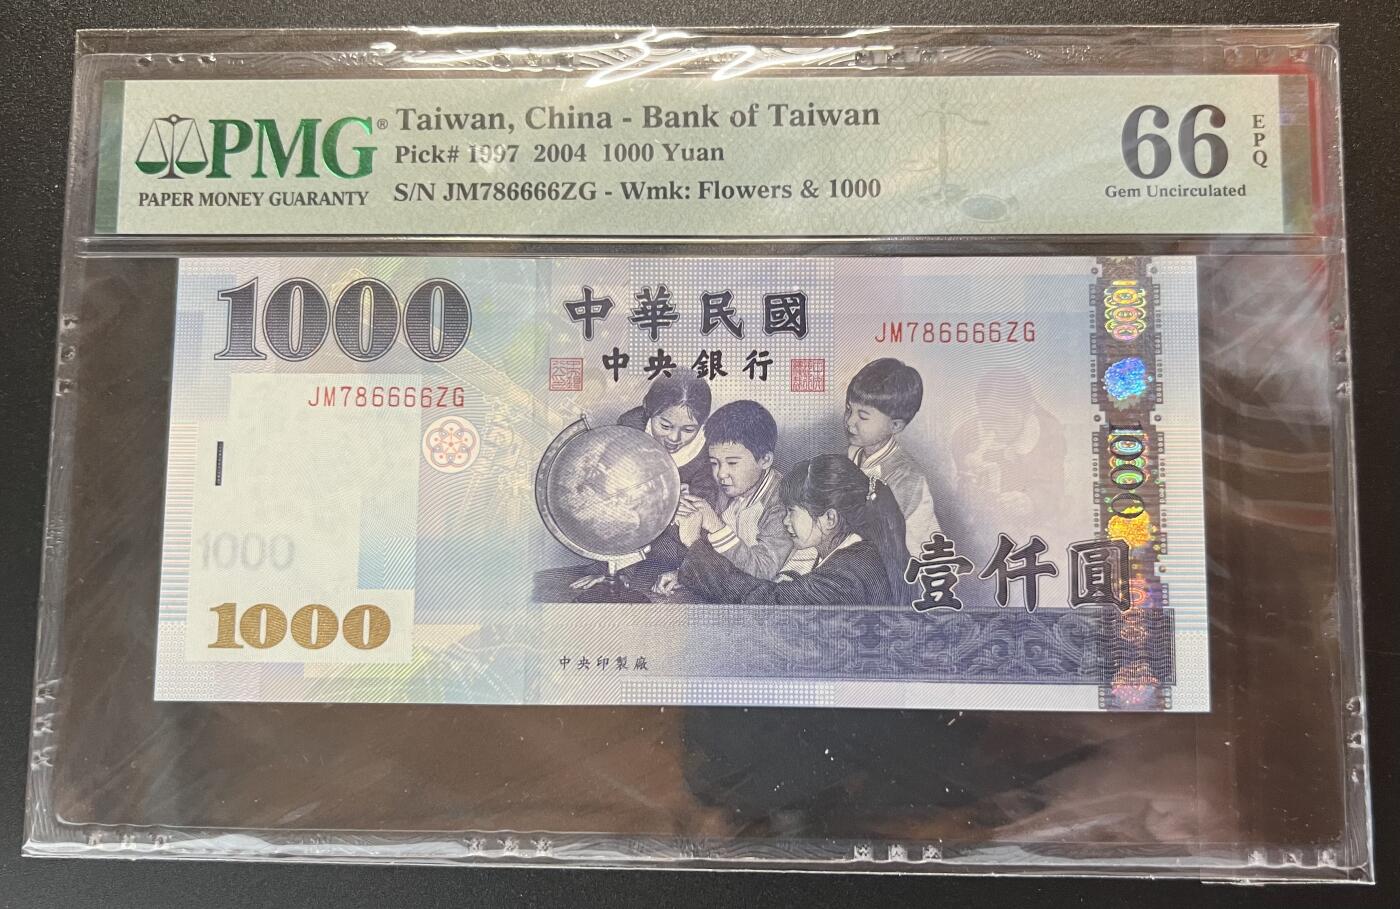 PMG®
PAPER MONEY GUARANTY
Taiwan, China - Bank of Taiwan
Pick# 1997 2004 1000 Yuan
S/N JM786666ZG - Wmk: Flowers & 1000
66
EPQ
Gem Uncirculated
1000
中華民國
中央銀行
JM786666ZG
JM786666ZG
1000
1000
壹仟圓
中央印製廠
1000
1000